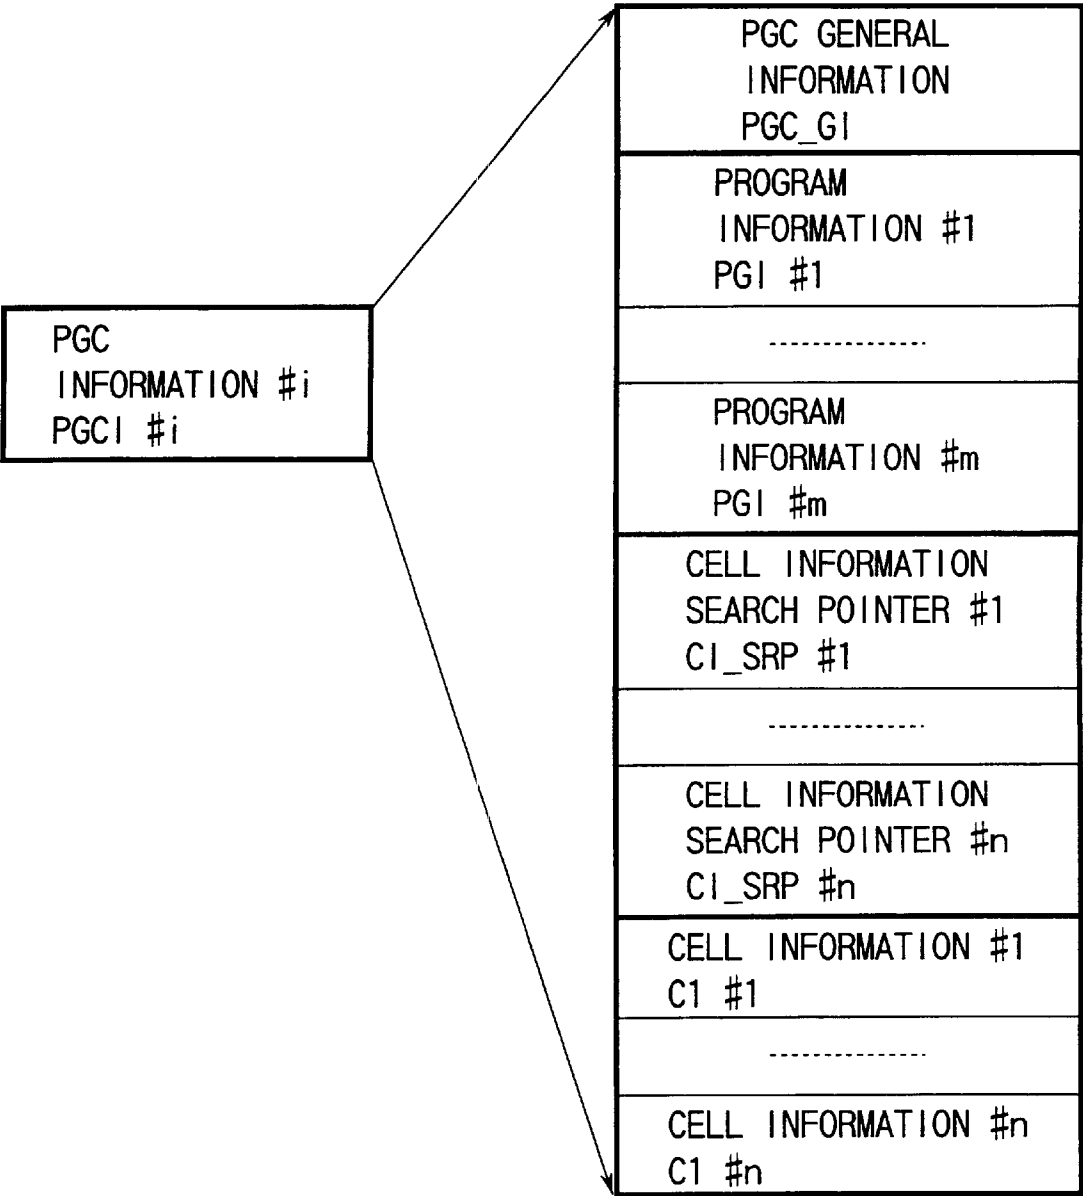 PGC
INFORMATION #i
PGCI #i
PGC GENERAL
INFORMATION
PGC_GI
PROGRAM
INFORMATION #1
PGI #1
PROGRAM
INFORMATION #m
PGI #m
CELL INFORMATION
SEARCH POINTER #1
CI_SRP #1
CELL INFORMATION
SEARCH POINTER #n
CI_SRP #n
CELL INFORMATION #1
C1 #1
CELL INFORMATION #n
C1 #n